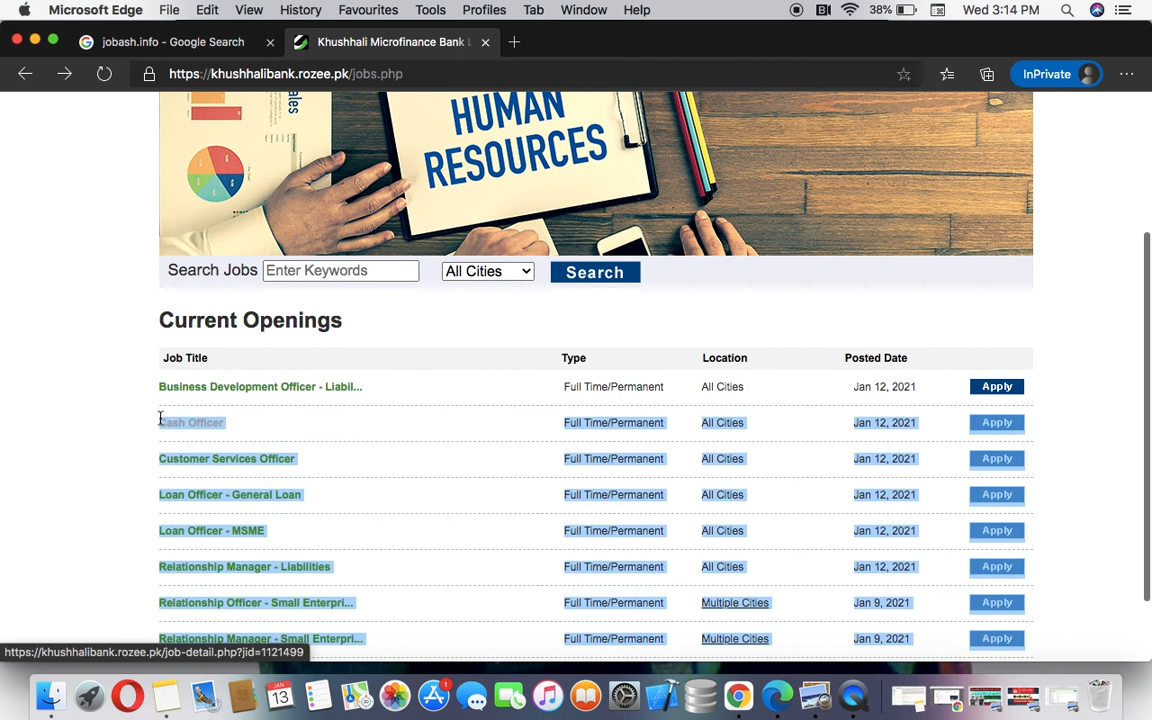 Microsoft Edge File Edit View History Favourites Tools Profiles Tab Window Help 38% Wed 3:14 PM
jobash.info - Google Search Khushhali Microfinance Bank L
https://khushhalibank.rozee.pk/jobs.php InPrivate
ales
HUMAN
RESOURCES
Search Jobs Enter Keywords All Cities Search
Current Openings
Job Title Type Location Posted Date
Business Development Officer - Liabil... Full Time/Permanent All Cities Jan 12, 2021 Apply
Cash Officer Full Time/Permanent All Cities Jan 12, 2021 Apply
Customer Services Officer Full Time/Permanent All Cities Jan 12, 2021 Apply
Loan Officer - General Loan Full Time/Permanent All Cities Jan 12, 2021 Apply
Loan Officer - MSME Full Time/Permanent All Cities Jan 12, 2021 Apply
Relationship Manager - Liabilities Full Time/Permanent All Cities Jan 12, 2021 Apply
Relationship Officer - Small Enterpri... Full Time/Permanent Multiple Cities Jan 9, 2021 Apply
Relationship Manager - Small Enterpri... Full Time/Permanent Multiple Cities Jan 9, 2021 Apply
https://khushhalibank.rozee.pk/job-detail.php?jid=1121499
JAN
13
1